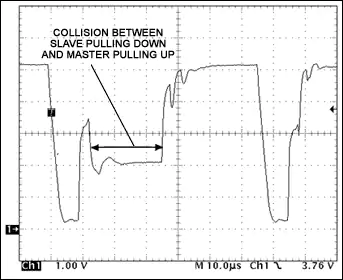 COLLISION BETWEEN
SLAVE PULLING DOWN
AND MASTER PULLING UP
T
1
Ch1 1.00 V M 10.0µs Ch1 3.76 V